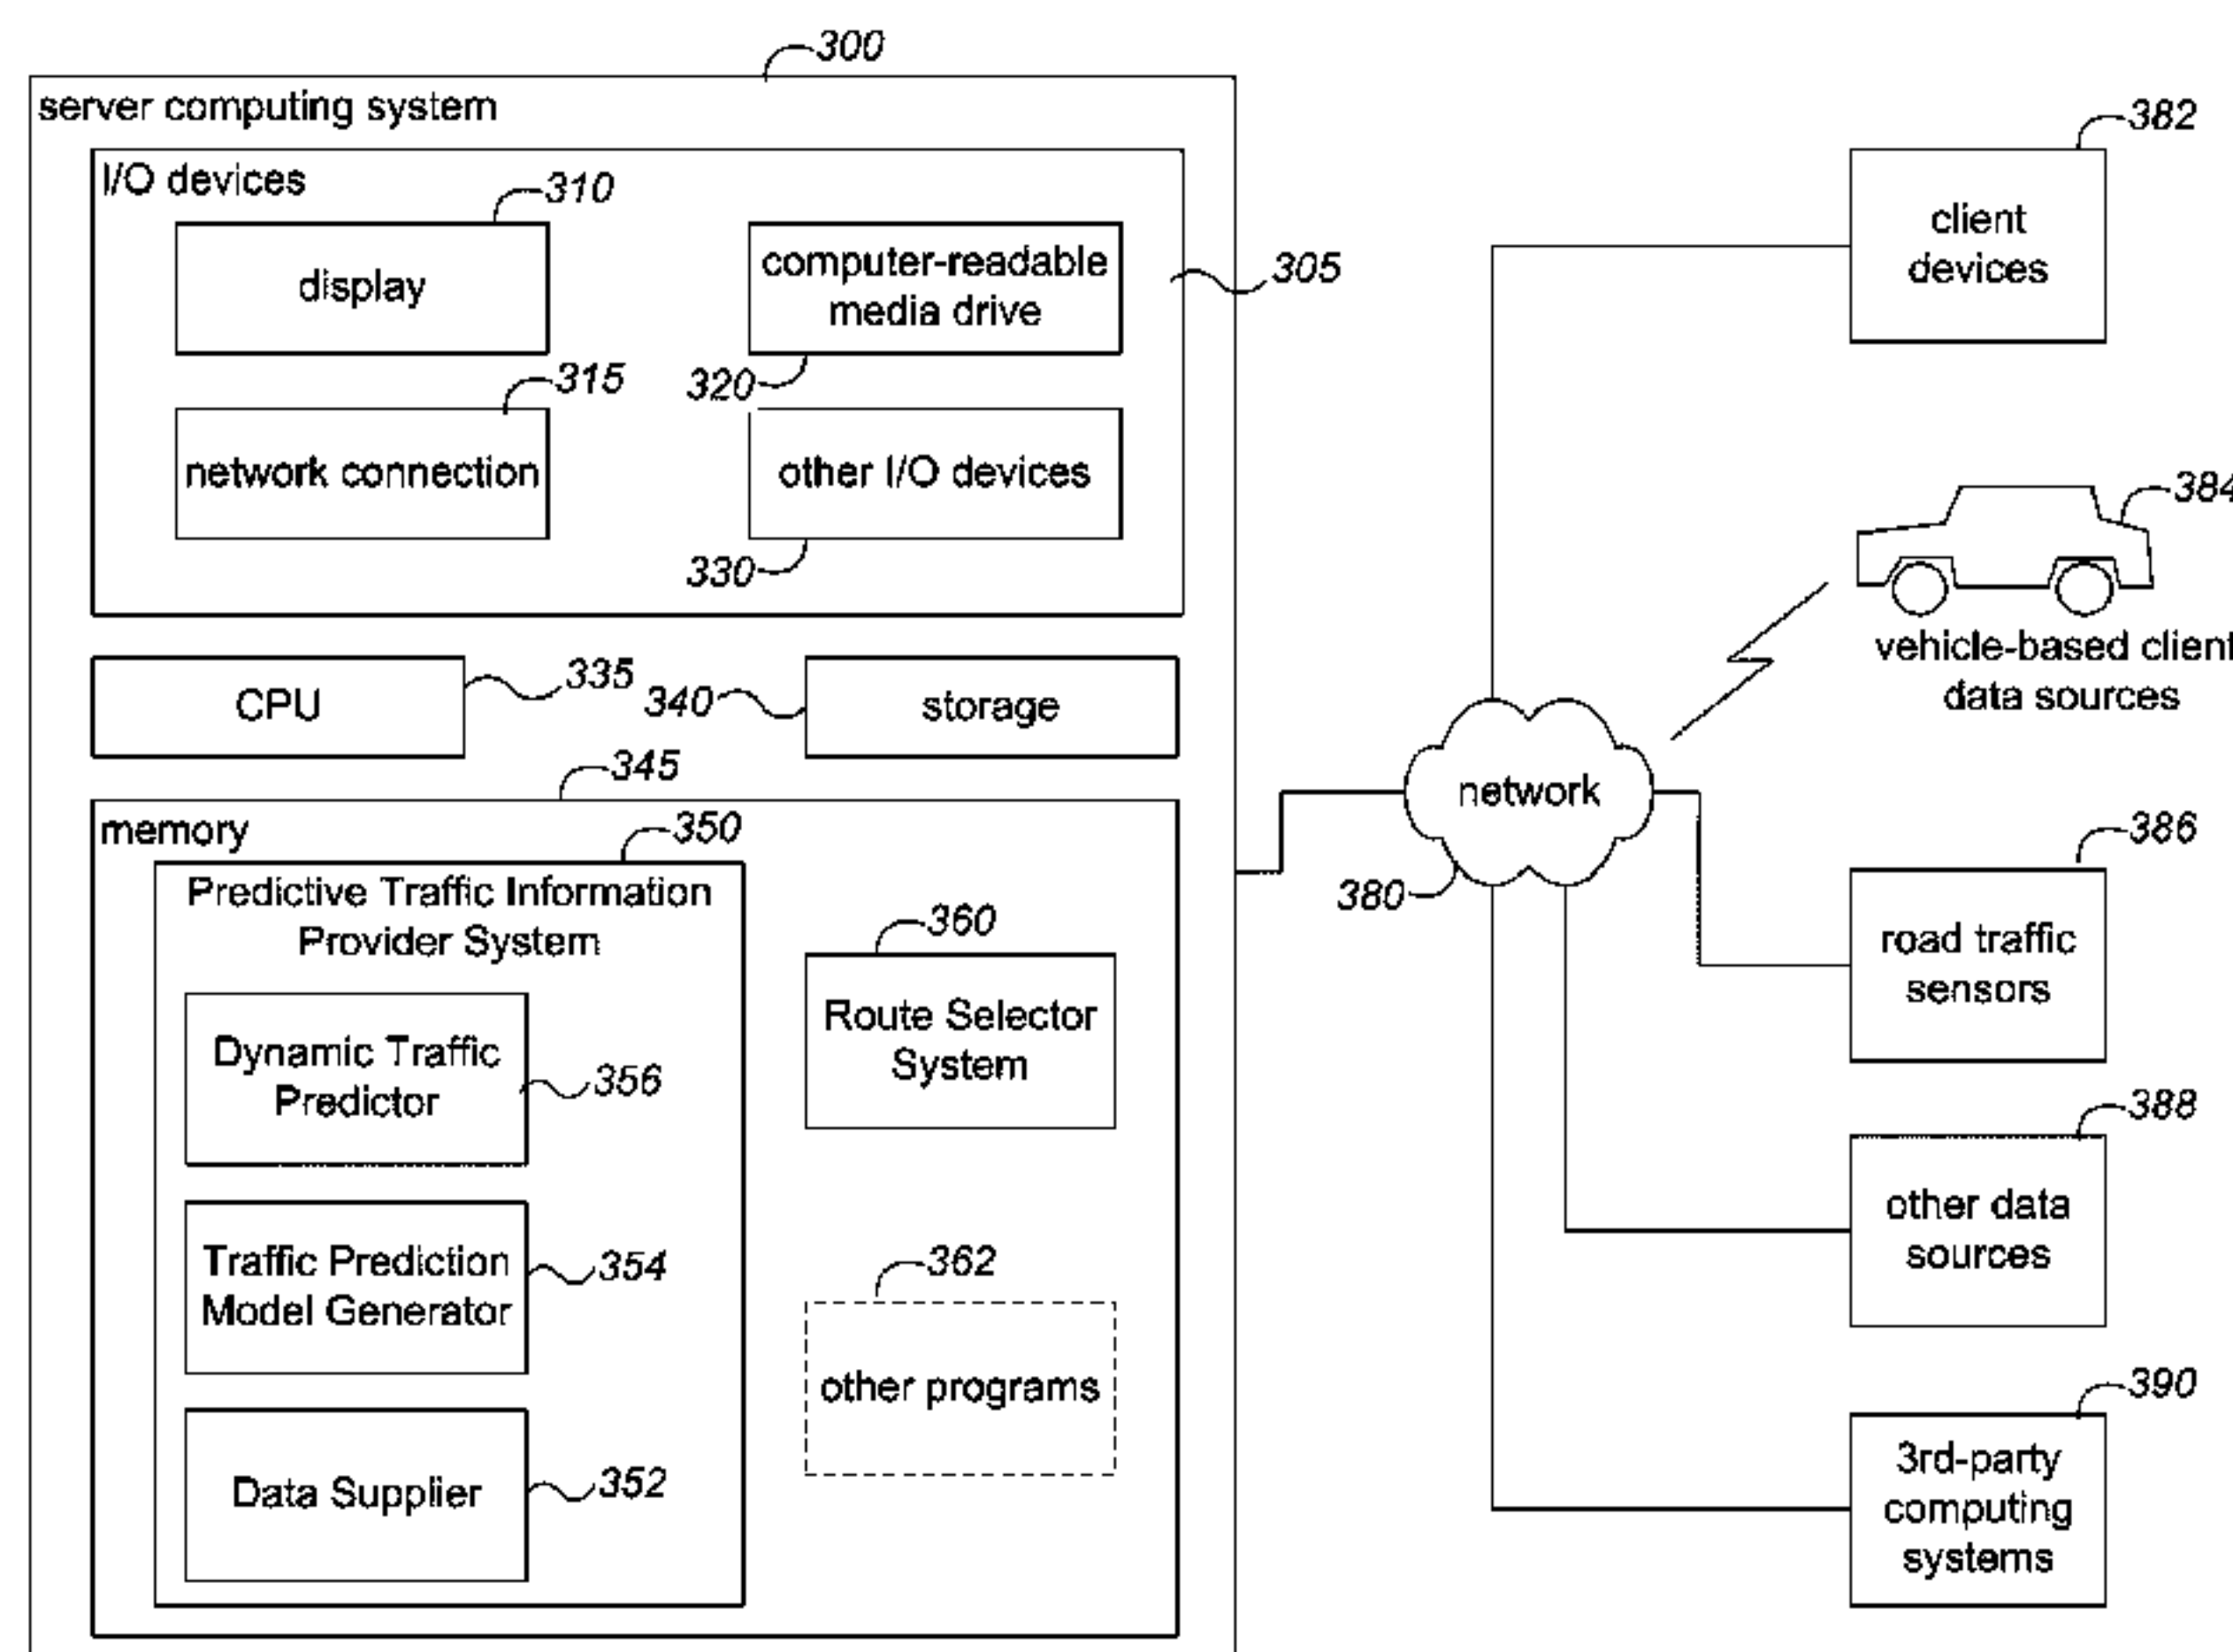 300
server computing system
I/O devices
310
display
computer-readable
media drive
305
320
315
network connection
other I/O devices
330
CPU
335
340
storage
345
memory
350
Predictive Traffic Information
Provider System
Dynamic Traffic
Predictor
356
Traffic Prediction
Model Generator
354
Data Supplier
352
360
Route Selector
System
362
other programs
network
380
382
client
devices
384
vehicle-based client
data sources
386
road traffic
sensors
388
other data
sources
390
3rd-party
computing
systems